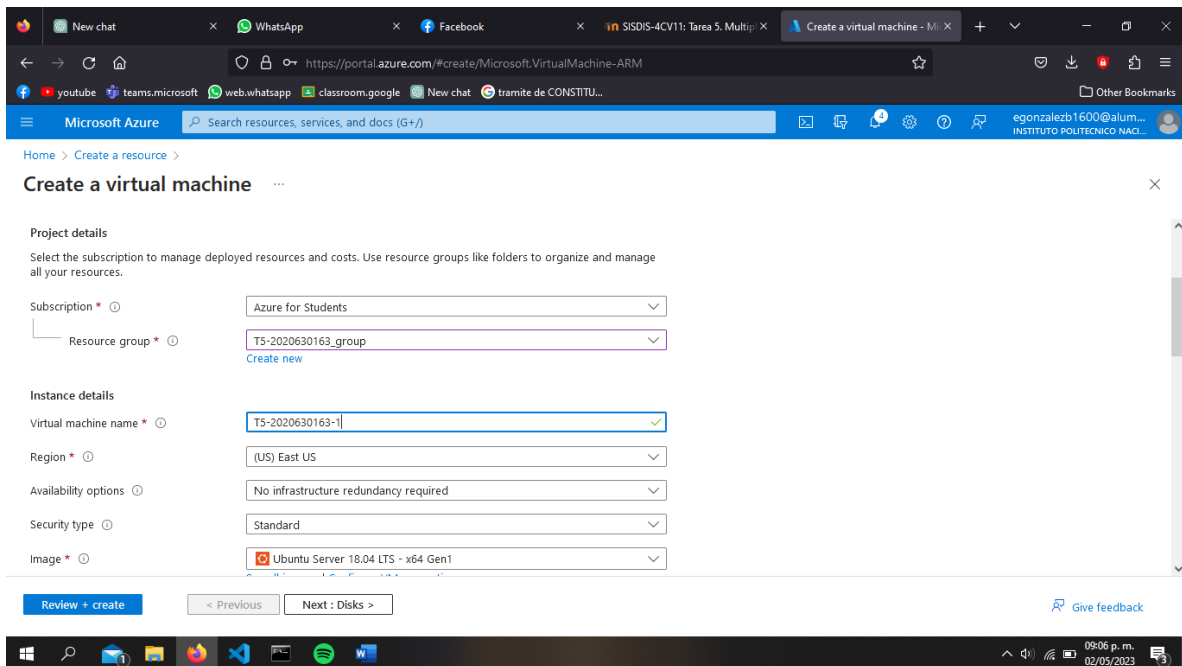 New chat
WhatsApp
Facebook
SISDIS-4CV11: Tarea 5. Multip
Create a virtual machine - Mi
https://portal.azure.com/#create/Microsoft.VirtualMachine-ARM
youtube
teams.microsoft
web.whatsapp
classroom.google
New chat
tramite de CONSTITU...
Other Bookmarks
Microsoft Azure
Search resources, services, and docs (G+/)
4
egonzalezb1600@alum...
INSTITUTO POLITECNICO NACI...
Home > Create a resource >
Create a virtual machine ...
Project details
Select the subscription to manage deployed resources and costs. Use resource groups like folders to organize and manage
all your resources.
Subscription *
Azure for Students
Resource group *
T5-2020630163_group
Create new
Instance details
Virtual machine name *
T5-2020630163-1
Region *
(US) East US
Availability options
No infrastructure redundancy required
Security type
Standard
Image *
Ubuntu Server 18.04 LTS - x64 Gen1
Review + create
< Previous
Next : Disks >
Give feedback
1
09:06 p. m.
02/05/2023
3